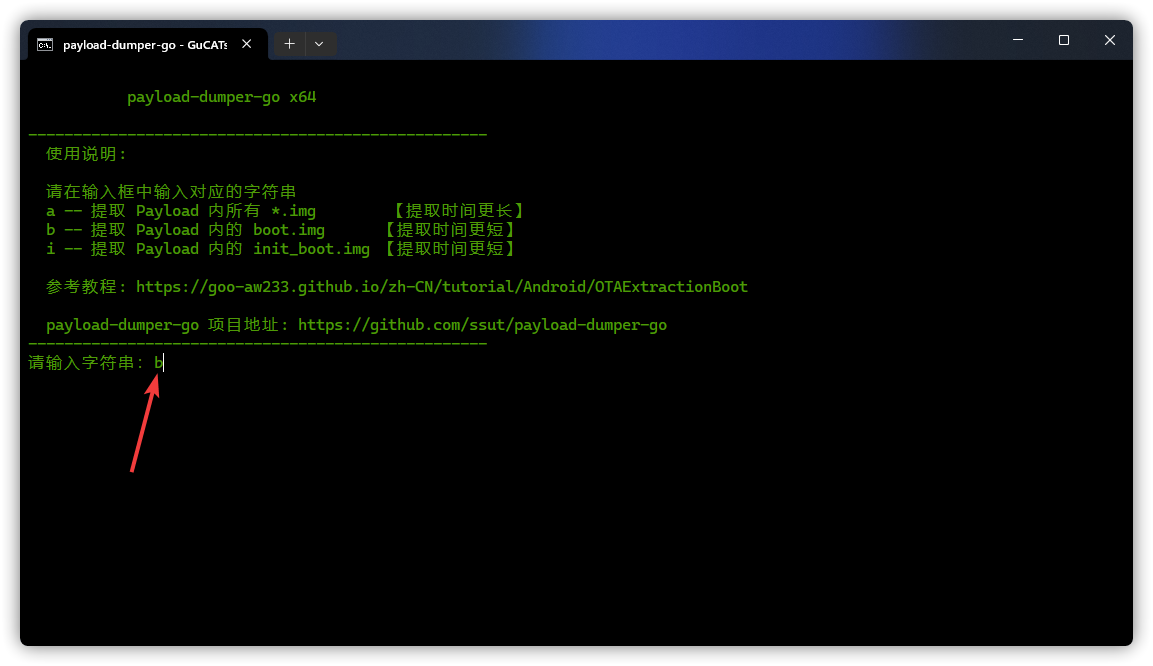 payload-dumper-go - GuCATs
payload-dumper-go x64
---------------------------------------------------
使用说明:
请在输入框中输入对应的字符串
a -- 提取 Payload 内所有 *.img 【提取时间更长】
b -- 提取 Payload 内的 boot.img 【提取时间更短】
i -- 提取 Payload 内的 init_boot.img 【提取时间更短】
参考教程: https://goo-aw233.github.io/zh-CN/tutorial/Android/OTAExtractionBoot
payload-dumper-go 项目地址: https://github.com/ssut/payload-dumper-go
---------------------------------------------------
请输入字符串: b